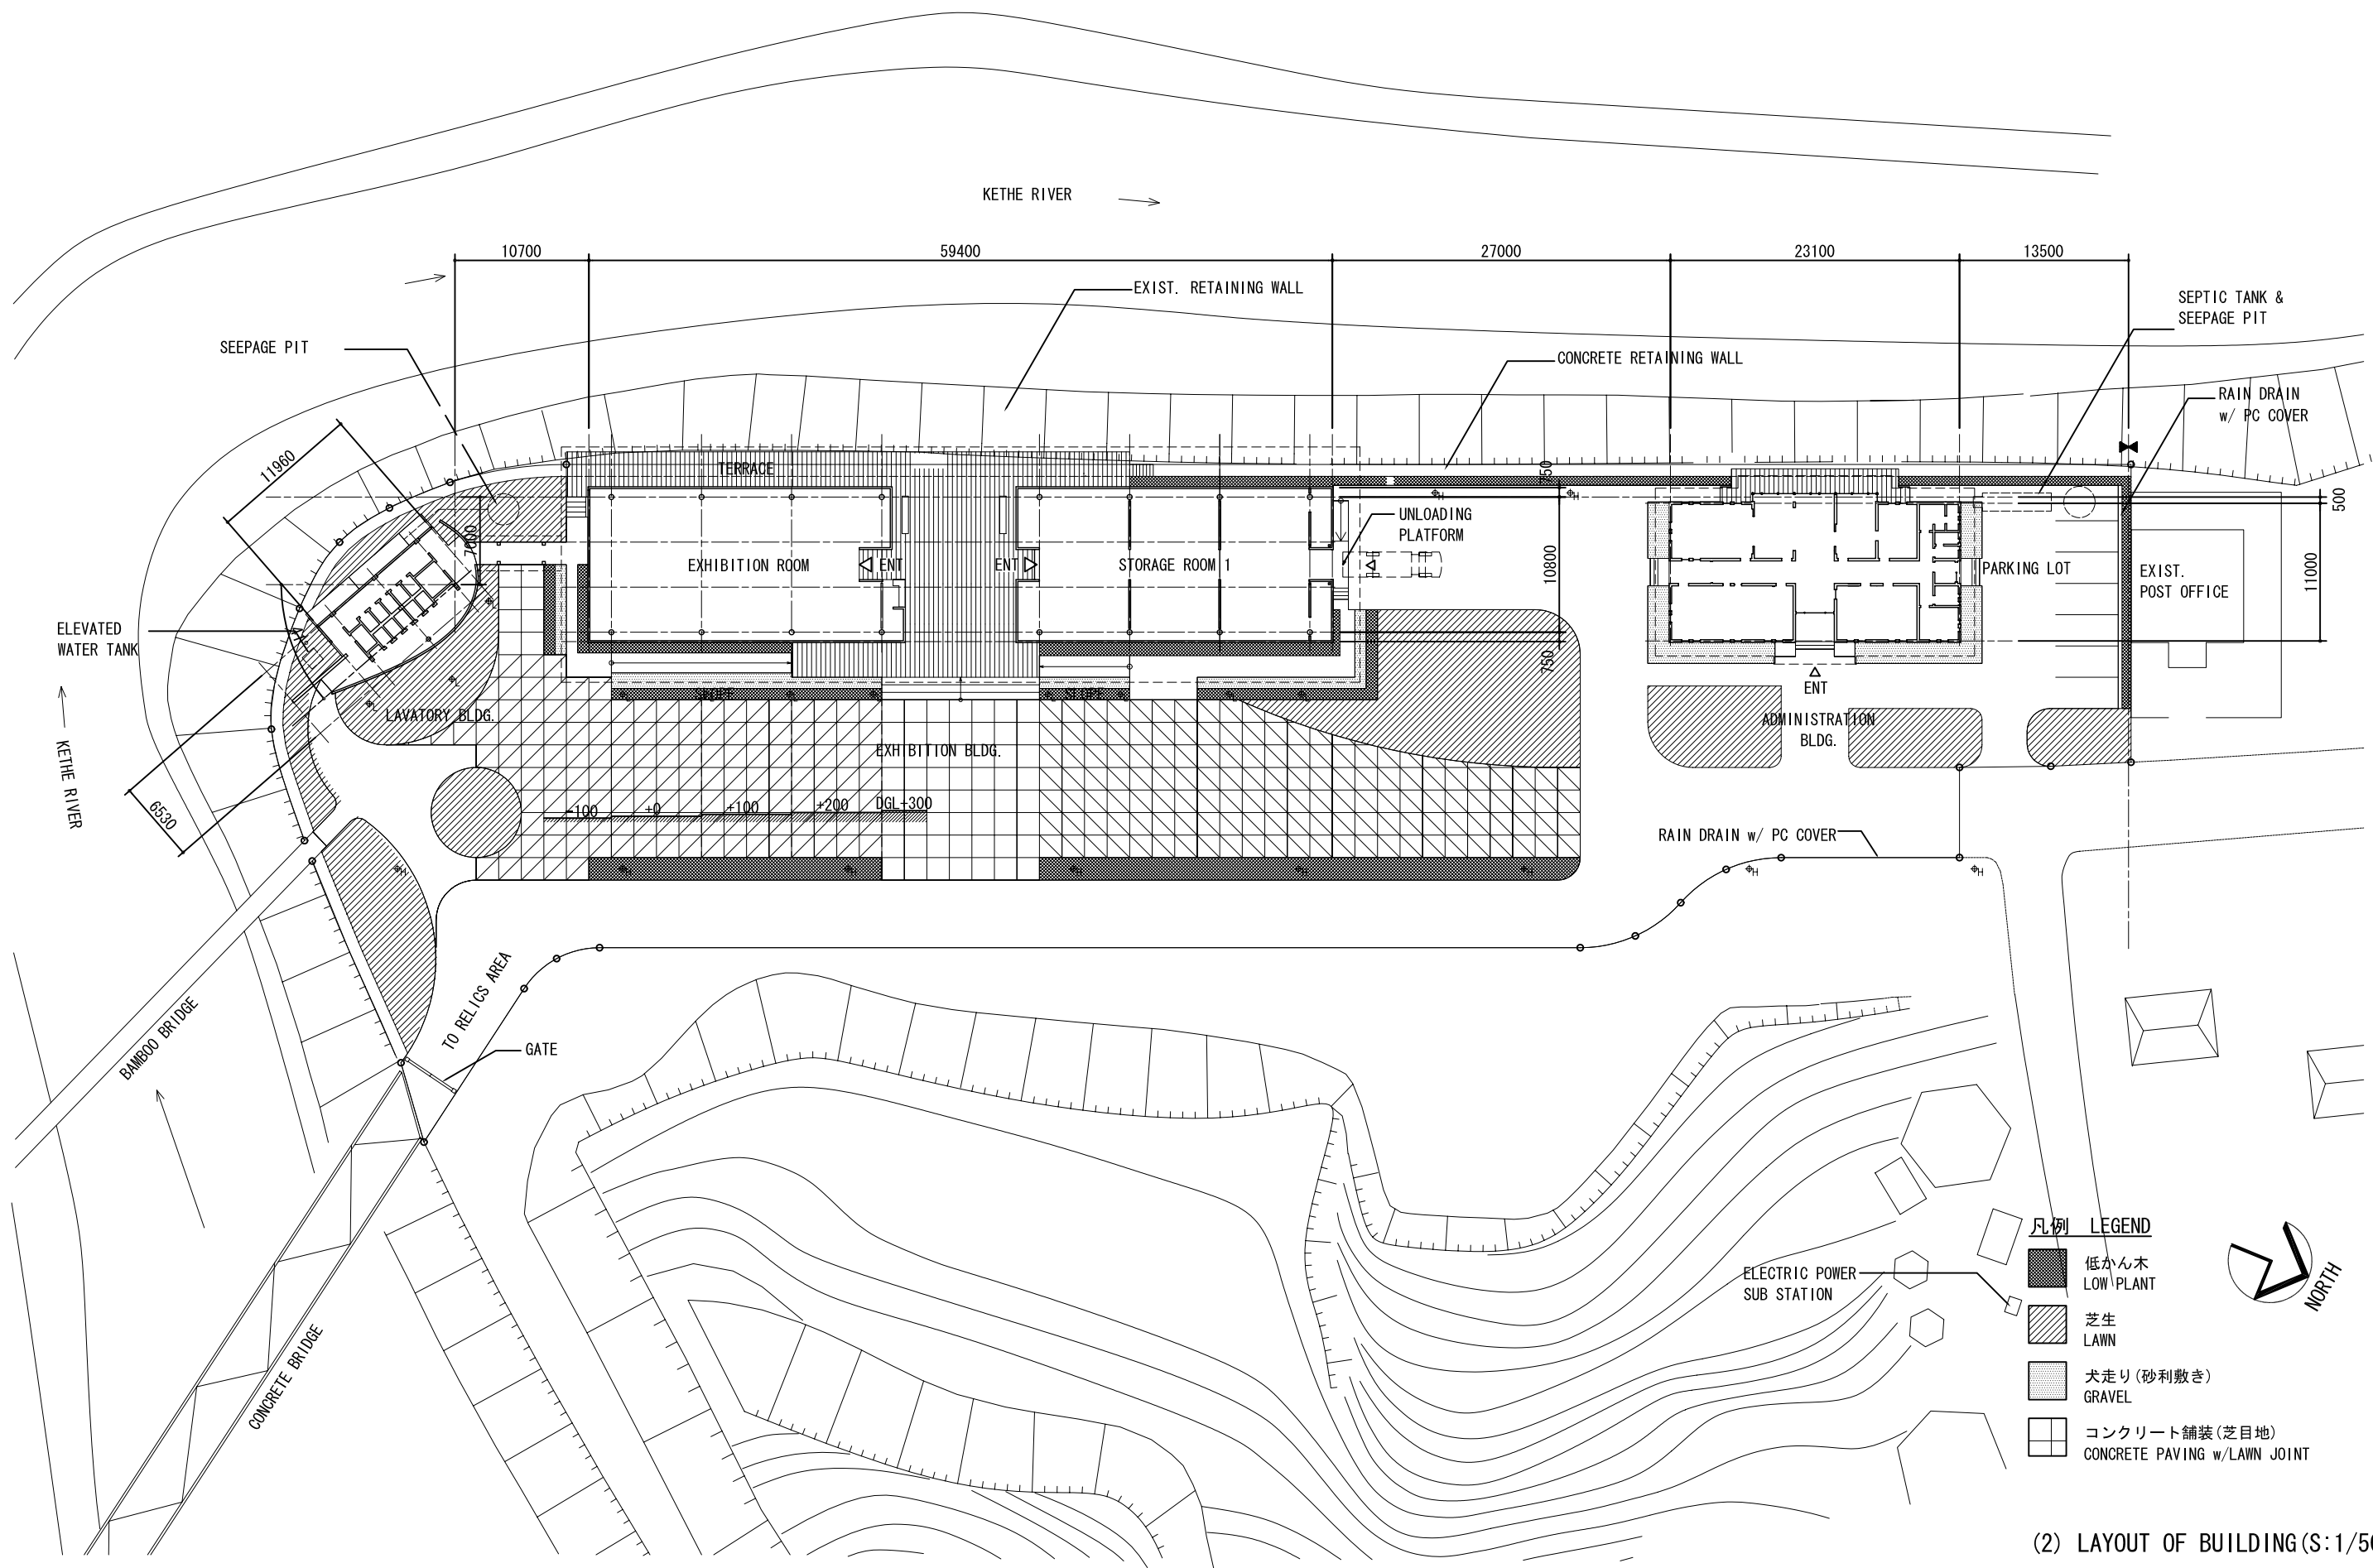 KETHE RIVER
10700
59400
27000
23100
13500
EXIST. RETAINING WALL
SEPTIC TANK &
SEEPAGE PIT
SEEPAGE PIT
CONCRETE RETAINING WALL
RAIN DRAIN
w/ PC COVER
11960
TERRACE
750
500
7000
UNLOADING
PLATFORM
EXHIBITION ROOM
ENT
ENT
STORAGE ROOM 1
10800
PARKING LOT
EXIST.
POST OFFICE
11000
ELEVATED
WATER TANK
750
SLOPE
SLOPE
ENT
LAVATORY BLDG.
ADMINISTRATION
BLDG.
EXHIBITION BLDG.
KETHE RIVER
6530
-100
+0
+100
+200
DGL+300
RAIN DRAIN w/ PC COVER
H
H
H
H
H
H
H
H
H
H
TO RELICS AREA
GATE
BAMBOO BRIDGE
CONCRETE BRIDGE
凡例 LEGEND
低かん木
LOW PLANT
芝生
LAWN
犬走り(砂利敷き)
GRAVEL
コンクリート舗装(芝目地)
CONCRETE PAVING w/LAWN JOINT
NORTH
ELECTRIC POWER
SUB STATION
(2) LAYOUT OF BUILDING(S:1/5